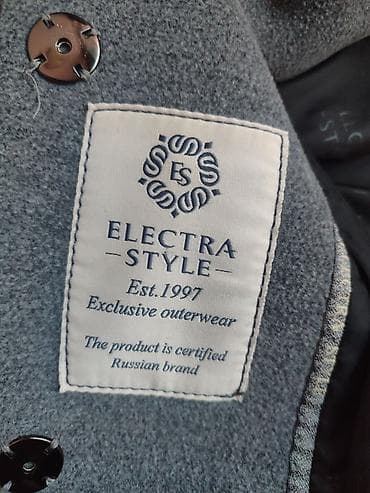 ES
ELECTRA
-STYLE-
Est.1997
Exclusive outerwear
The product is certified
Russian brand